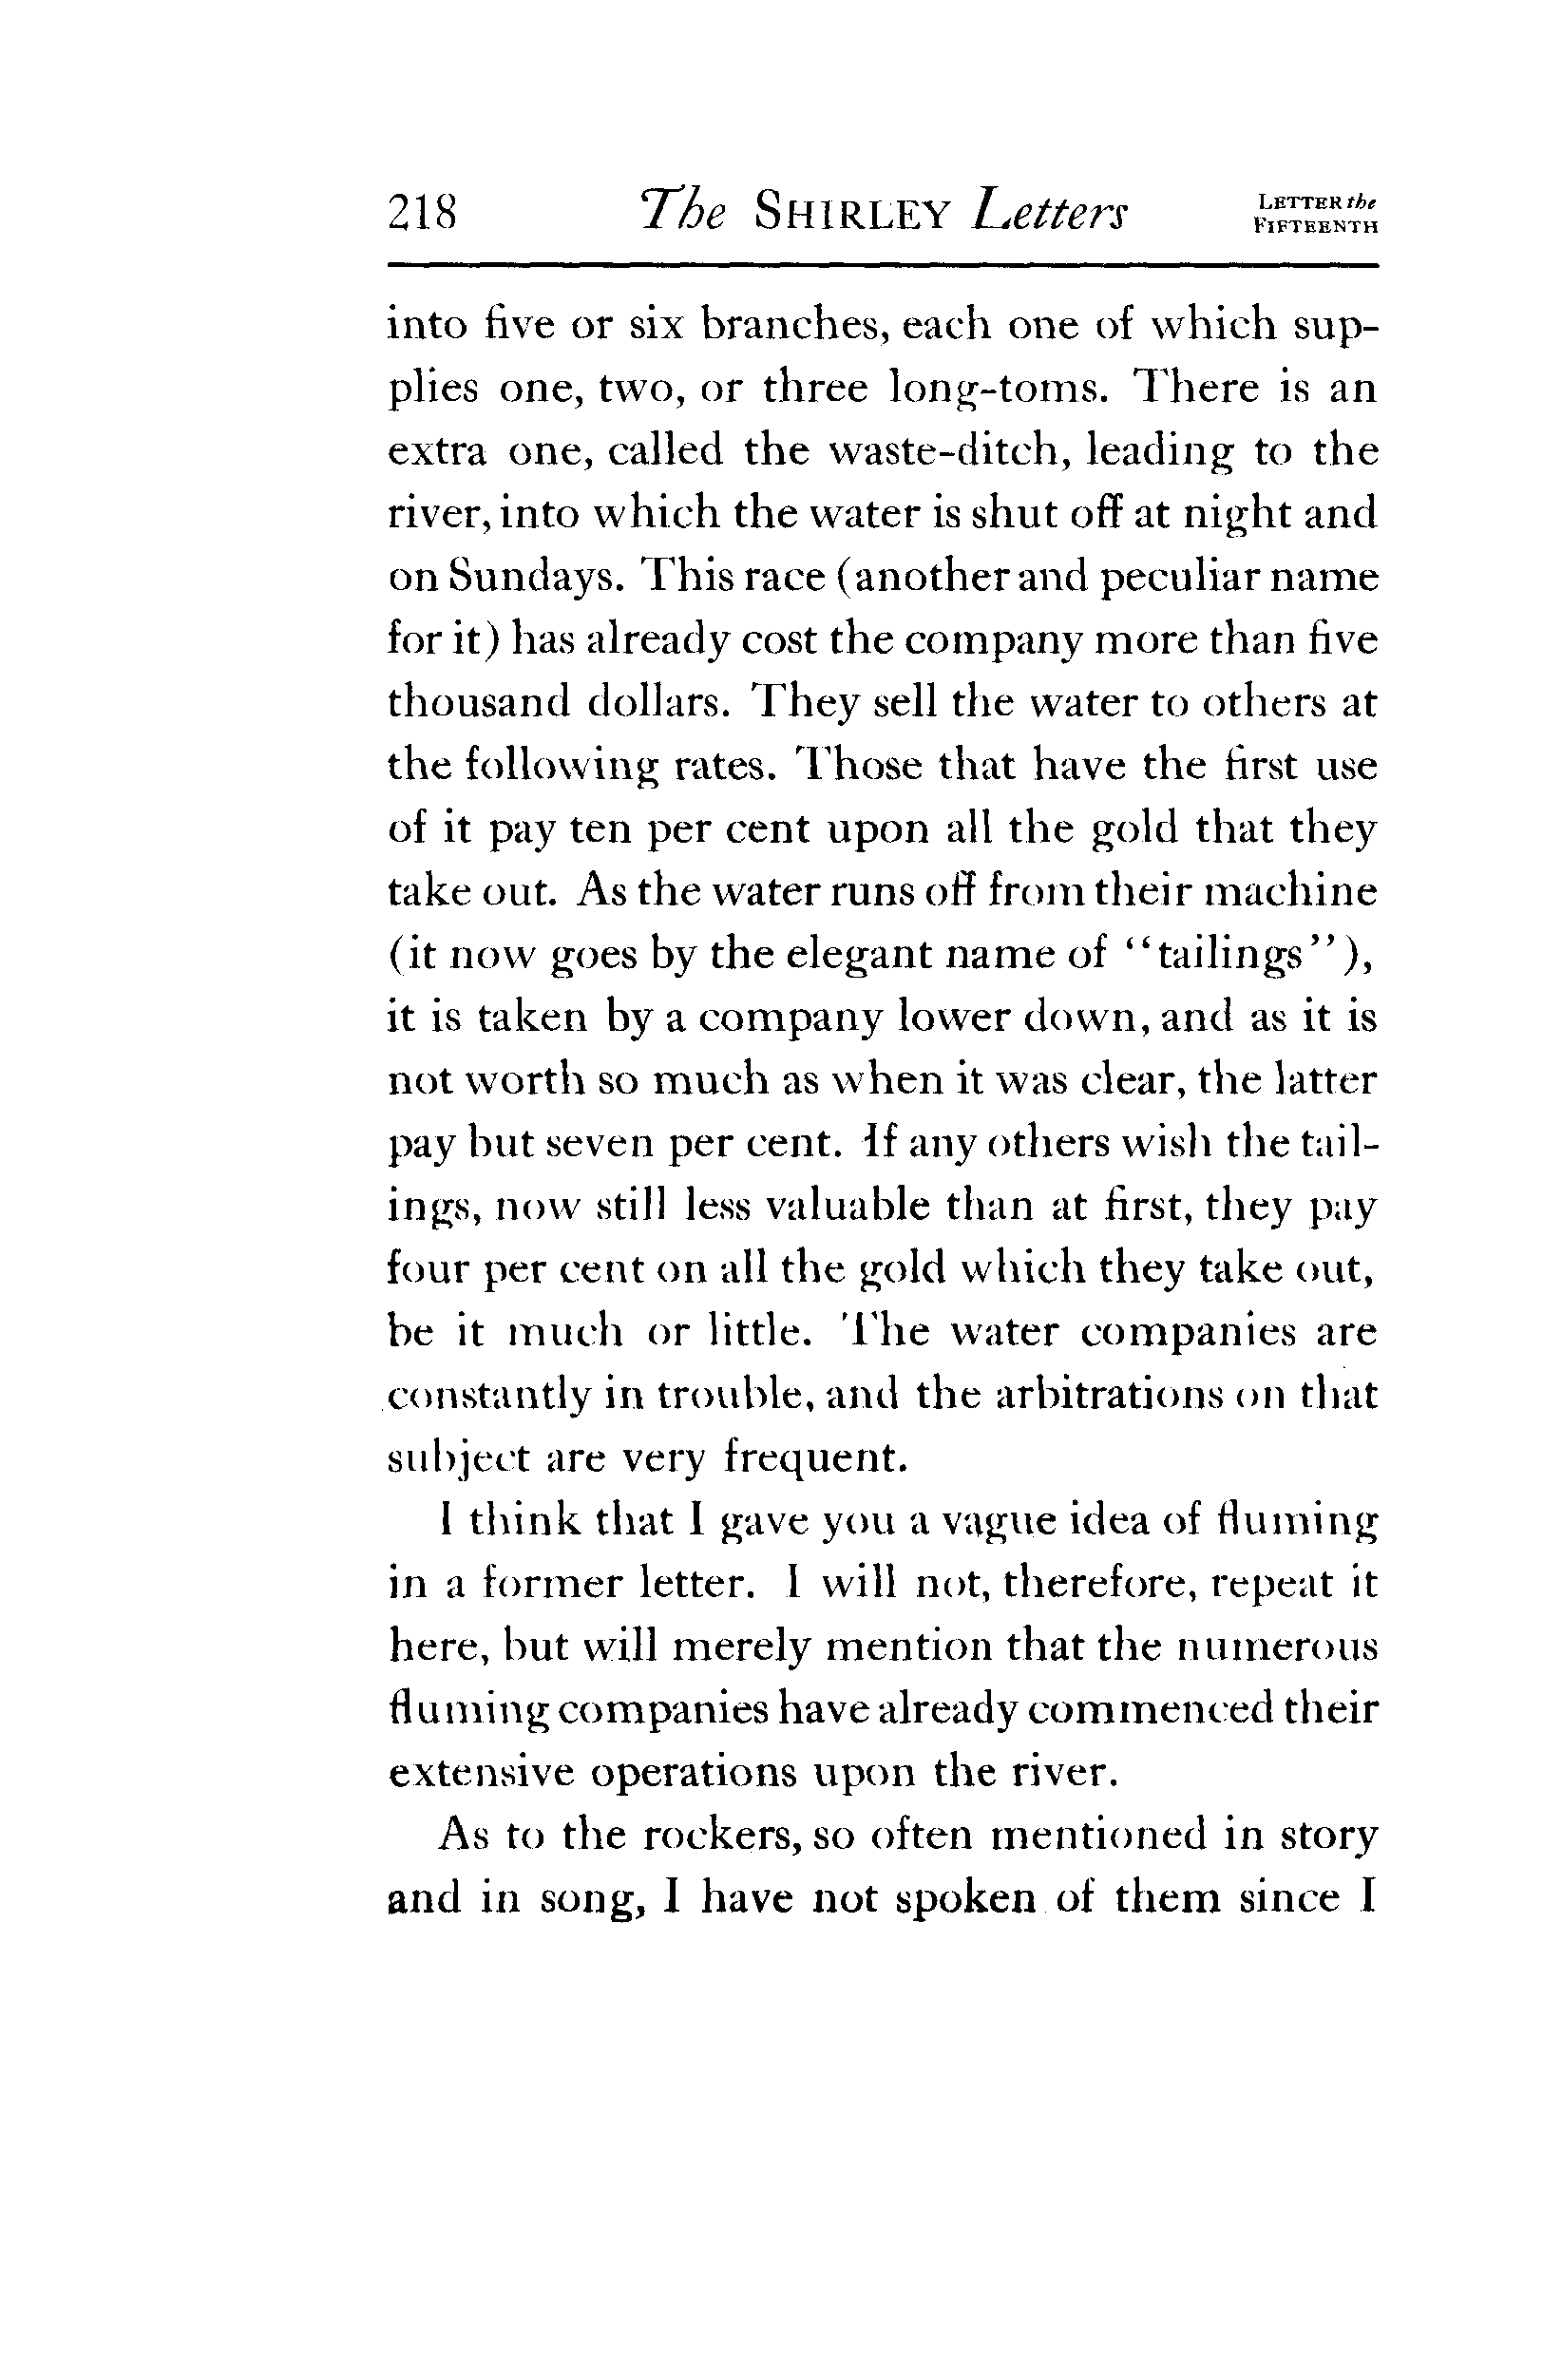 218 The SHIRLEY Letters LETTER the FIFTEENTH
into five or six branches, each one of which sup-
plies one, two, or three long-toms. There is an
extra one, called the waste-ditch, leading to the
river, into which the water is shut off at night and
on Sundays. This race (another and peculiar name
for it) has already cost the company more than five
thousand dollars. They sell the water to others at
the following rates. Those that have the first use
of it pay ten per cent upon all the gold that they
take out. As the water runs off from their machine
(it now goes by the elegant name of “tailings”),
it is taken by a company lower down, and as it is
not worth so much as when it was clear, the latter
pay but seven per cent. If any others wish the tail-
ings, now still less valuable than at first, they pay
four per cent on all the gold which they take out,
be it much or little. The water companies are
constantly in trouble, and the arbitrations on that
subject are very frequent.
I think that I gave you a vague idea of fluming
in a former letter. I will not, therefore, repeat it
here, but will merely mention that the numerous
fluming companies have already commenced their
extensive operations upon the river.
As to the rockers, so often mentioned in story
and in song, I have not spoken of them since I